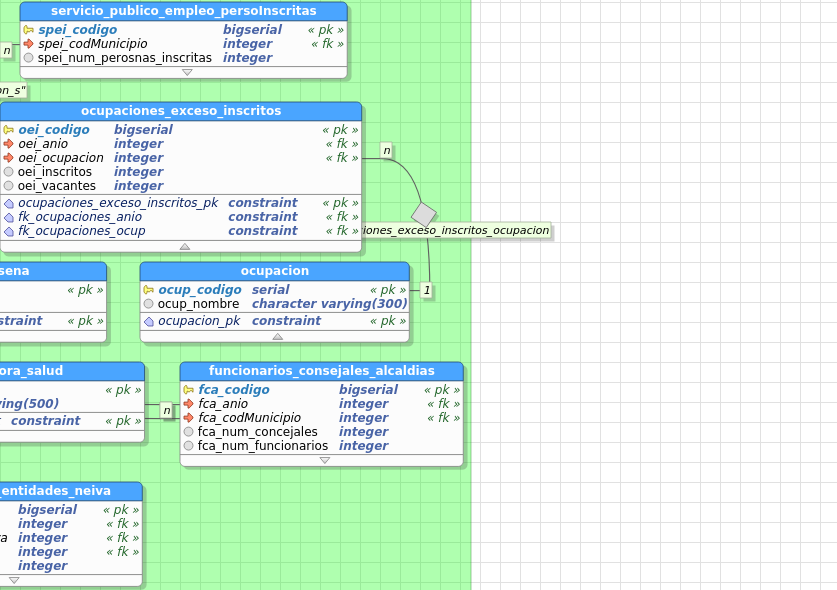 servicio_publico_empleo_persoInscritas
spei_codigo bigserial « pk »
n spei_codMunicipio integer « fk »
spei_num_perosnas_inscritas integer
on_s"
ocupaciones_exceso_inscritos
oei_codigo bigserial « pk »
oei_anio integer « fk »
n
oei_ocupacion integer « fk »
oei_inscritos integer
oei_vacantes integer
ocupaciones_exceso_inscritos_pk constraint « pk »
fk_ocupaciones_anio constraint « fk »
fk_ocupaciones_ocup constraint « fk »
iones_exceso_inscritos_ocupacion
sena
« pk »
straint « pk »
ocupacion
ocup_codigo serial « pk » 1
ocup_nombre character varying(300)
ocupacion_pk constraint « pk »
ora_salud
« pk »
ying(500)
n
constraint « pk »
funcionarios_consejales_alcaldias
fca_codigo bigserial « pk »
fca_anio integer « fk »
fca_codMunicipio integer « fk »
fca_num_concejales integer
fca_num_funcionarios integer
_entidades_neiva
bigserial « pk »
integer « fk »
a integer « fk »
integer « fk »
integer